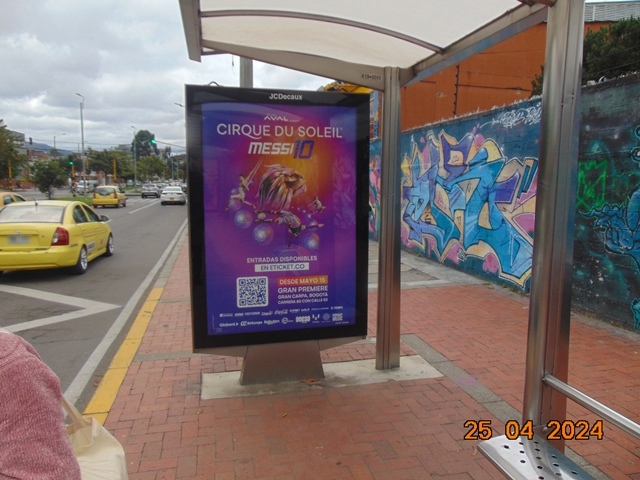 JCDecaux
AVAL
CIRQUE DU SOLEIL
MESSI10
ENTRADAS DISPONIBLES
EN ETICKET.CO
DESDE MAYO 15
GRAN PREMIERE
GRAN CARPA, BOGOTÁ
25 04 2024